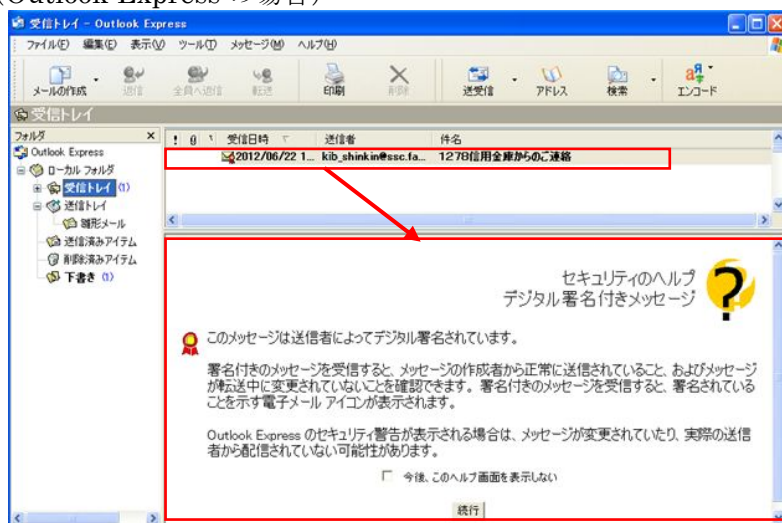 (Outlook Express の場合)
受信トレイ - Outlook Express
ファイル(F) 編集(E) 表示(V) ツール(T) メッセージ(M) ヘルプ(H)
メールの作成 返信 全員へ返信 転送 印刷 削除 送受信 アドレス 検索 エンコード
受信トレイ
フォルダ ×
! 受信日時 送信者 件名
2012/06/22 1... kib_shinkin@ssc.fa... 1278信用金庫からのご連絡
Outlook Express
ローカル フォルダ
受信トレイ (1)
送信トレイ
雛形メール
送信済みアイテム
削除済みアイテム
下書き (1)
セキュリティのヘルプ
デジタル署名付きメッセージ
このメッセージは送信者によってデジタル署名されています。
署名付きのメッセージを受信すると、メッセージの作成者から正常に送信されていること、およびメッセージ
が転送中に変更されていないことを確認できます。署名付きのメッセージを受信すると、署名されている
ことを示す電子メール アイコンが表示されます。
Outlook Express のセキュリティ警告が表示される場合は、メッセージが変更されていたり、実際の送信
者から配信されていない可能性があります。
今後、このヘルプ画面を表示しない
続行